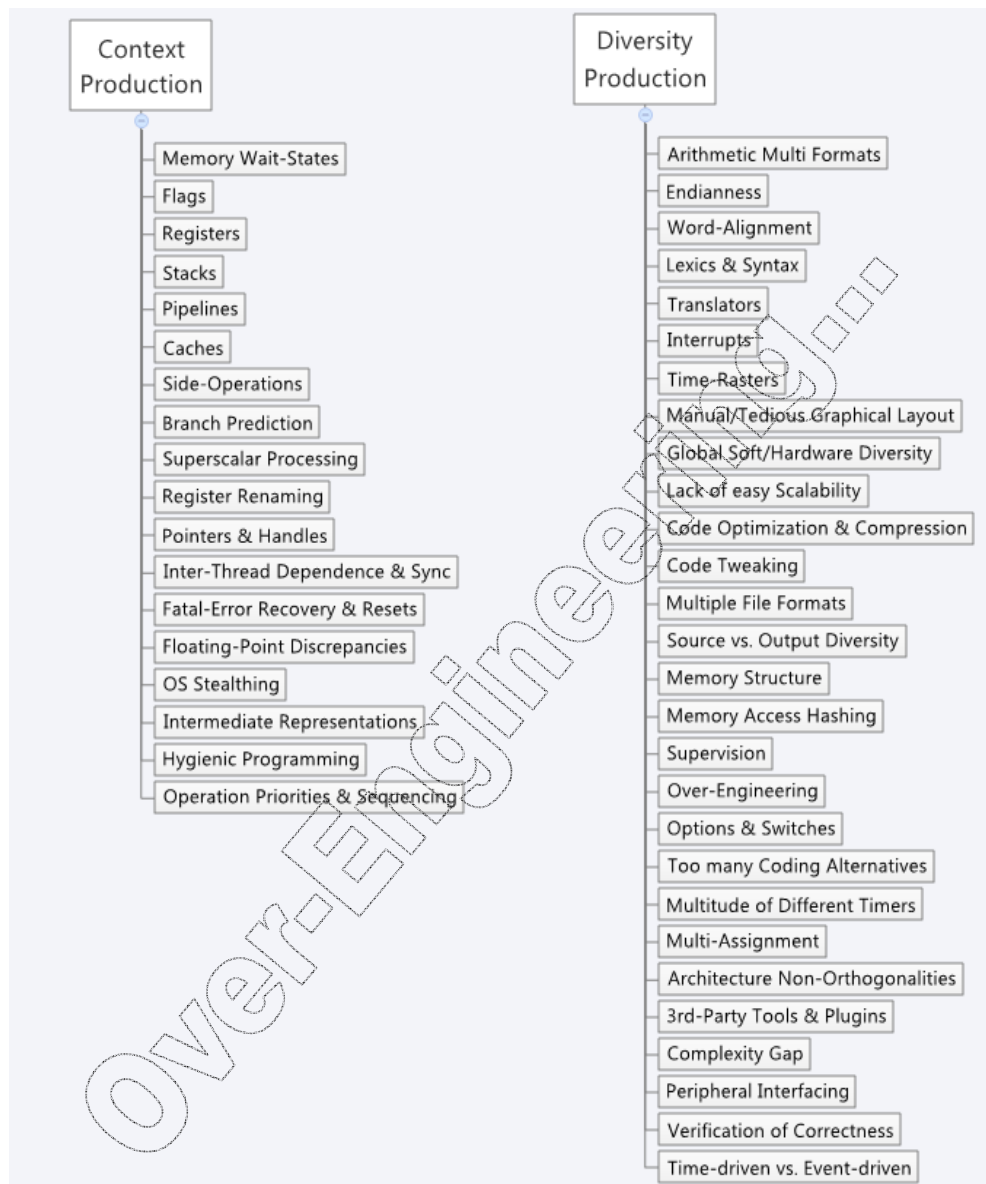 Context
Production
Memory Wait-States
Flags
Registers
Stacks
Pipelines
Caches
Side-Operations
Branch Prediction
Superscalar Processing
Register Renaming
Pointers & Handles
Inter-Thread Dependence & Sync
Fatal-Error Recovery & Resets
Floating-Point Discrepancies
OS Stealthing
Intermediate Representations
Hygienic Programming
Operation Priorities & Sequencing
Diversity
Production
Arithmetic Multi Formats
Endianness
Word-Alignment
Lexics & Syntax
Translators
Interrupts
Time-Rasters
Manual/Tedious Graphical Layout
Global Soft/Hardware Diversity
Lack of easy Scalability
Code Optimization & Compression
Code Tweaking
Multiple File Formats
Source vs. Output Diversity
Memory Structure
Memory Access Hashing
Supervision
Over-Engineering
Options & Switches
Too many Coding Alternatives
Multitude of Different Timers
Multi-Assignment
Architecture Non-Orthogonalities
3rd-Party Tools & Plugins
Complexity Gap
Peripheral Interfacing
Verification of Correctness
Time-driven vs. Event-driven
Over-Engineering...